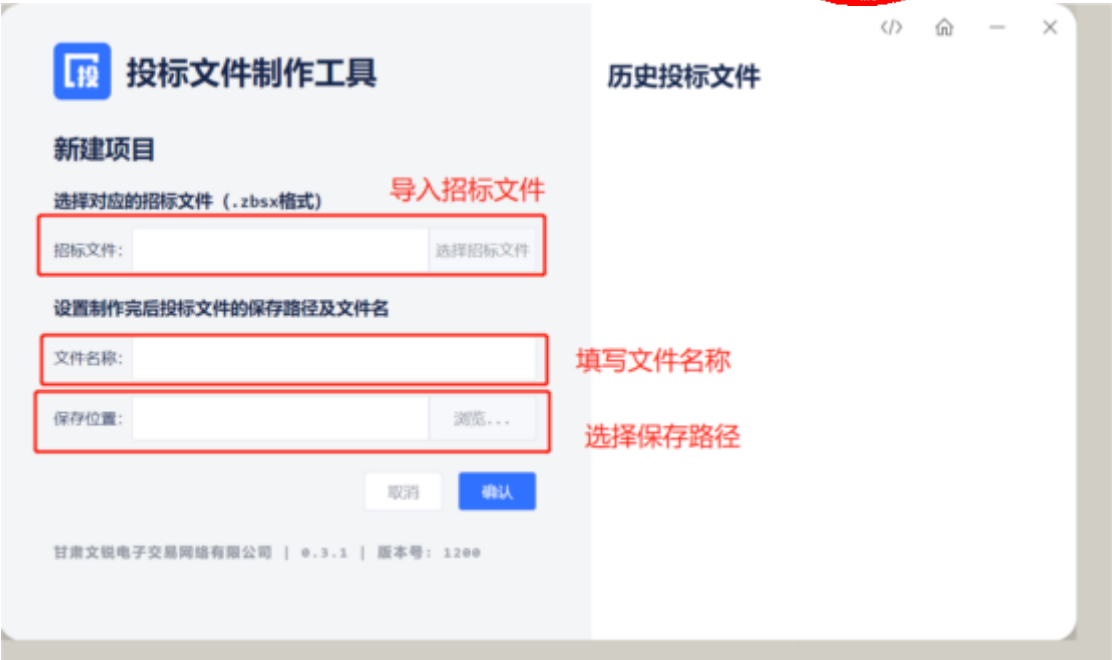 投标文件制作工具
历史投标文件
新建项目
选择对应的招标文件（.zbsx格式）
导入招标文件
招标文件：
选择招标文件
设置制作完后投标文件的保存路径及文件名
文件名称：
填写文件名称
保存位置：
浏览...
选择保存路径
取消
确认
甘肃文锐电子交易网络有限公司 | 0.3.1 | 版本号：1200